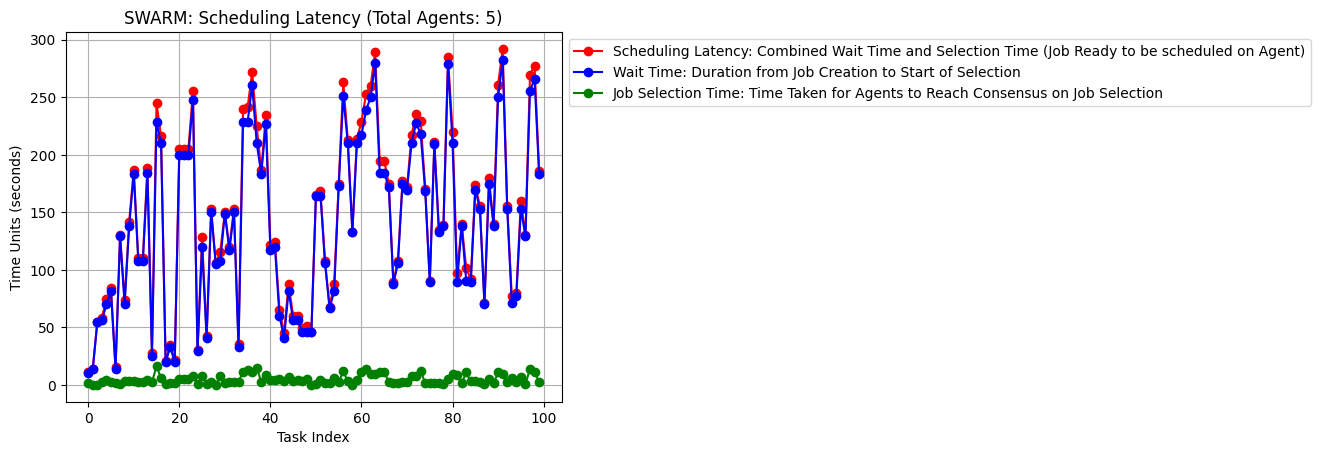 SWARM: Scheduling Latency (Total Agents: 5)
300
250
200
150
100
50
0
Time Units (seconds)
0
20
40
60
80
100
Task Index
Scheduling Latency: Combined Wait Time and Selection Time (Job Ready to be scheduled on Agent)
Wait Time: Duration from Job Creation to Start of Selection
Job Selection Time: Time Taken for Agents to Reach Consensus on Job Selection